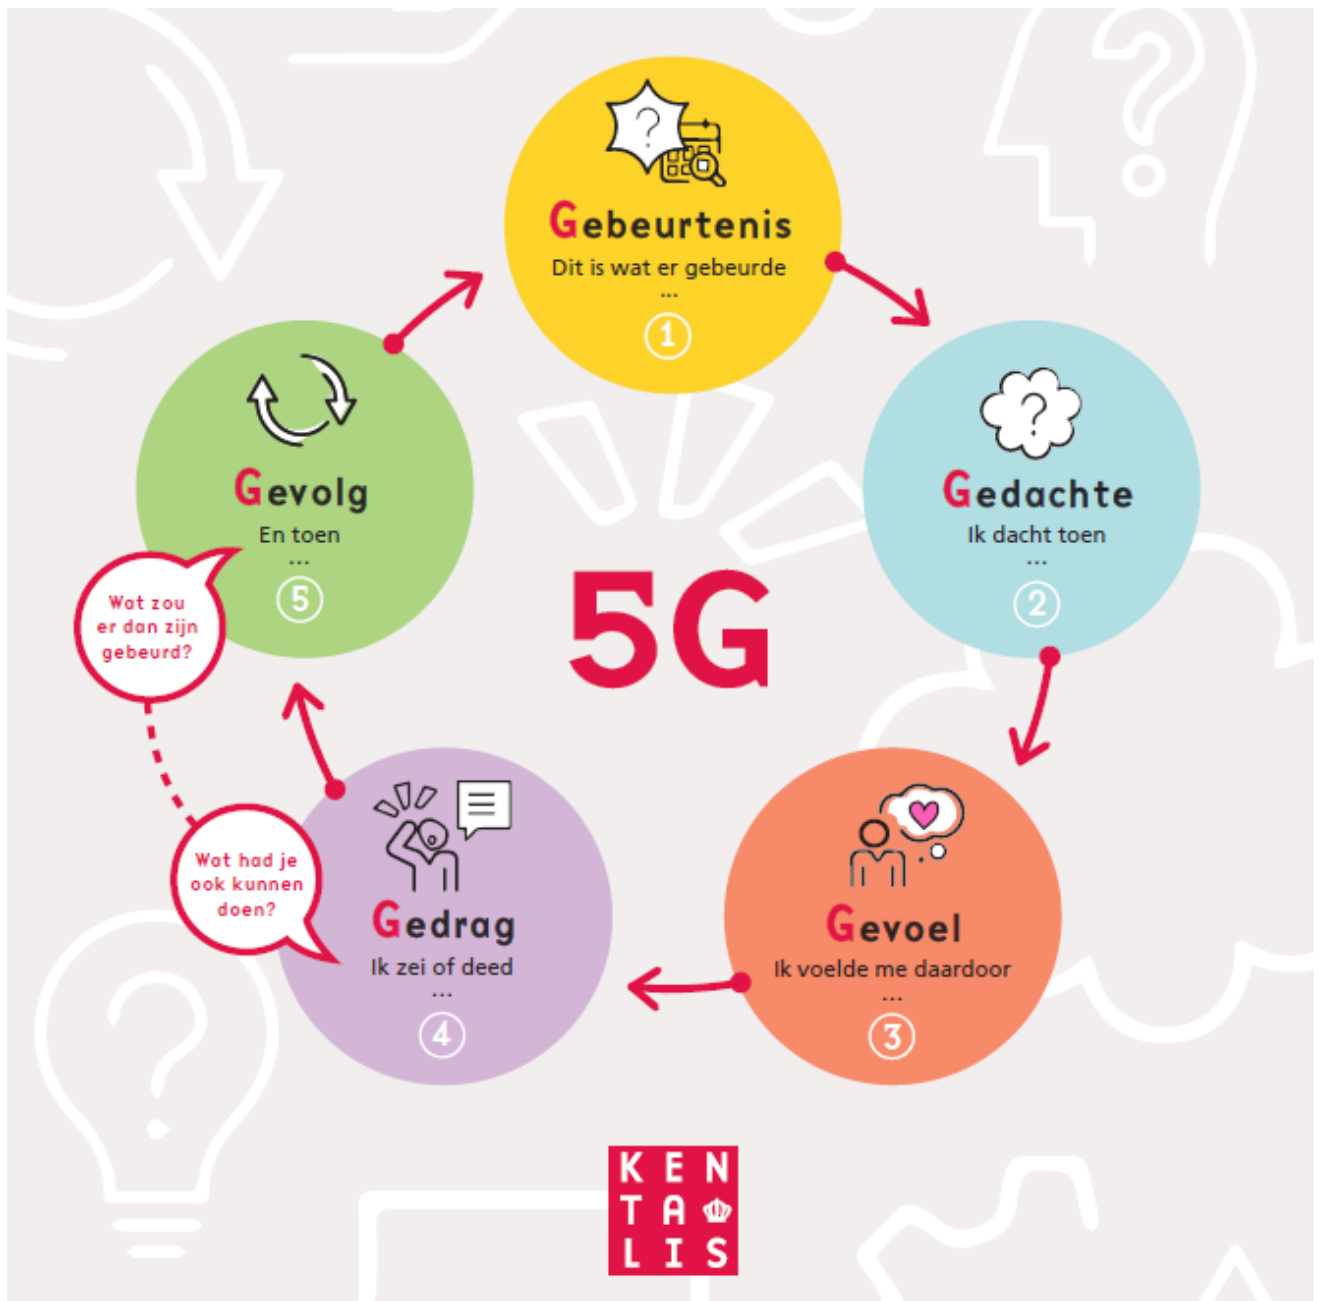 Gebeurtenis
Dit is wat er gebeurde
...
1
Gedachte
Ik dacht toen
...
2
Gevoel
Ik voelde me daardoor
...
3
Gedrag
Ik zei of deed
...
4
Wat had je
ook kunnen
doen?
Gevolg
En toen
...
5
Wat zou
er dan zijn
gebeurd?
5G
KEN
TA
LIS